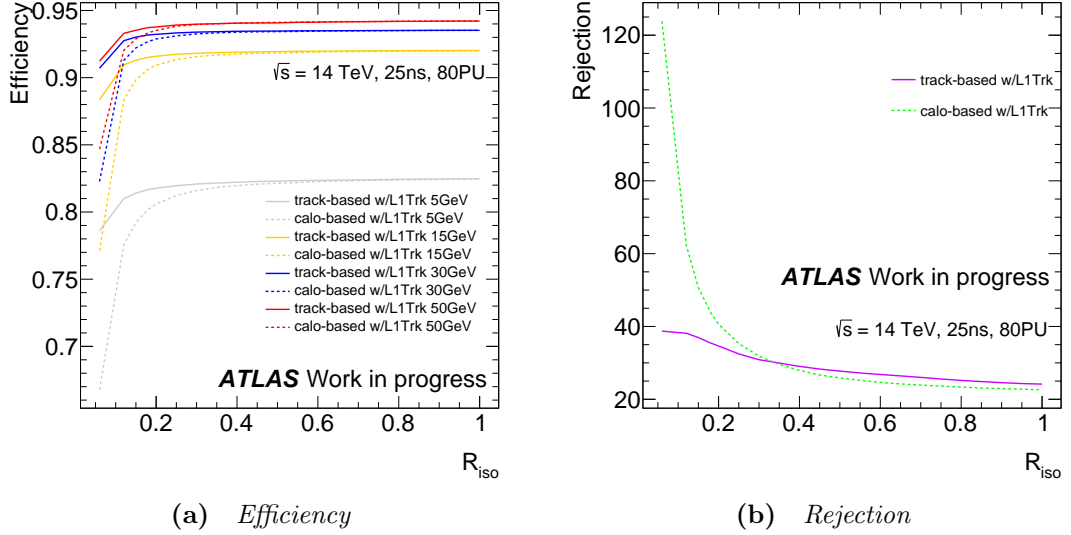 Efficiency
0.95
0.9
0.85
0.8
0.75
0.7
√s = 14 TeV, 25ns, 80PU
track-based w/L1Trk 5GeV
calo-based w/L1Trk 5GeV
track-based w/L1Trk 15GeV
calo-based w/L1Trk 15GeV
track-based w/L1Trk 30GeV
calo-based w/L1Trk 30GeV
track-based w/L1Trk 50GeV
calo-based w/L1Trk 50GeV
ATLAS Work in progress
0.2 0.4 0.6 0.8 1
R_iso
(a) Efficiency
Rejection
120
100
80
60
40
20
track-based w/L1Trk
calo-based w/L1Trk
ATLAS Work in progress
√s = 14 TeV, 25ns, 80PU
0.2 0.4 0.6 0.8 1
R_iso
(b) Rejection